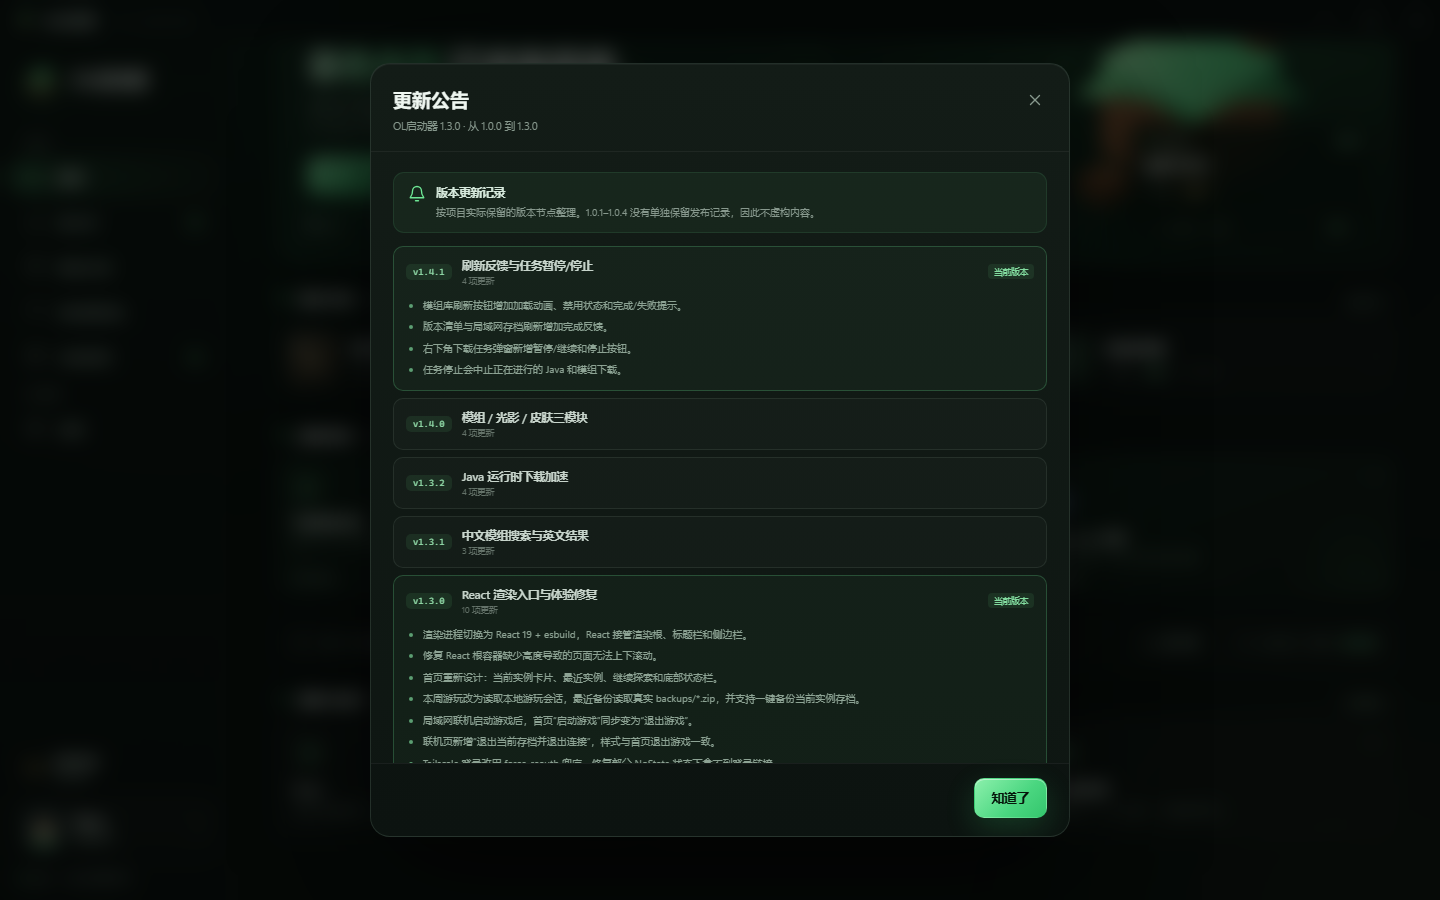 更新公告
OL启动器 1.3.0 · 从 1.0.0 到 1.3.0
版本更新记录
按项目实际保留的版本节点整理。1.0.1–1.0.4 没有单独保留发布记录，因此不虚构内容。
v1.4.1
刷新反馈与任务暂停/停止
当前版本
4 项更新
模组库刷新按钮增加加载动画、禁用状态和完成/失败提示。
版本清单与局域网存档刷新增加完成反馈。
右下角下载任务弹窗新增暂停/继续和停止按钮。
任务停止会中止正在进行的 Java 和模组下载。
v1.4.0
模组 / 光影 / 皮肤三模块
4 项更新
v1.3.2
Java 运行时下载加速
4 项更新
v1.3.1
中文模组搜索与英文结果
3 项更新
v1.3.0
React 渲染入口与体验修复
当前版本
10 项更新
渲染进程切换为 React 19 + esbuild，React 接管渲染根、标题栏和侧边栏。
修复 React 根容器缺少高度导致的页面无法上下滚动。
首页重新设计：当前实例卡片、最近实例、继续探索和底部状态栏。
本周游玩改为读取本地游玩会话，最近备份读取真实 backups/*.zip，并支持一键备份当前实例存档。
局域网联机启动游戏后，首页“启动游戏”同步变为“退出游戏”。
联机页新增“退出当前存档并退出连接”，样式与首页退出游戏一致。
知道了